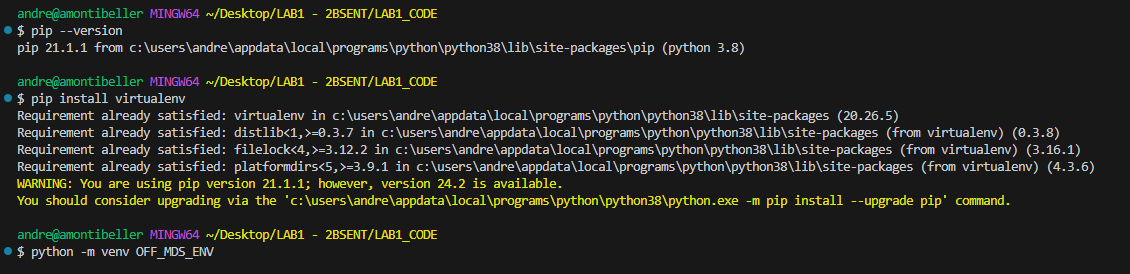 andre@amontibeller MINGW64 ~/Desktop/LAB1 - 2BSENT/LAB1_CODE
$ pip --version
pip 21.1.1 from c:\users\andre\appdata\local\programs\python\python38\lib\site-packages\pip (python 3.8)
andre@amontibeller MINGW64 ~/Desktop/LAB1 - 2BSENT/LAB1_CODE
$ pip install virtualenv
Requirement already satisfied: virtualenv in c:\users\andre\appdata\local\programs\python\python38\lib\site-packages (20.26.5)
Requirement already satisfied: distlib<1,>=0.3.7 in c:\users\andre\appdata\local\programs\python\python38\lib\site-packages (from virtualenv) (0.3.8)
Requirement already satisfied: filelock<4,>=3.12.2 in c:\users\andre\appdata\local\programs\python\python38\lib\site-packages (from virtualenv) (3.16.1)
Requirement already satisfied: platformdirs<5,>=3.9.1 in c:\users\andre\appdata\local\programs\python\python38\lib\site-packages (from virtualenv) (4.3.6)
WARNING: You are using pip version 21.1.1; however, version 24.2 is available.
You should consider upgrading via the 'c:\users\andre\appdata\local\programs\python\python38\python.exe -m pip install --upgrade pip' command.
andre@amontibeller MINGW64 ~/Desktop/LAB1 - 2BSENT/LAB1_CODE
$ python -m venv OFF_MDS_ENV